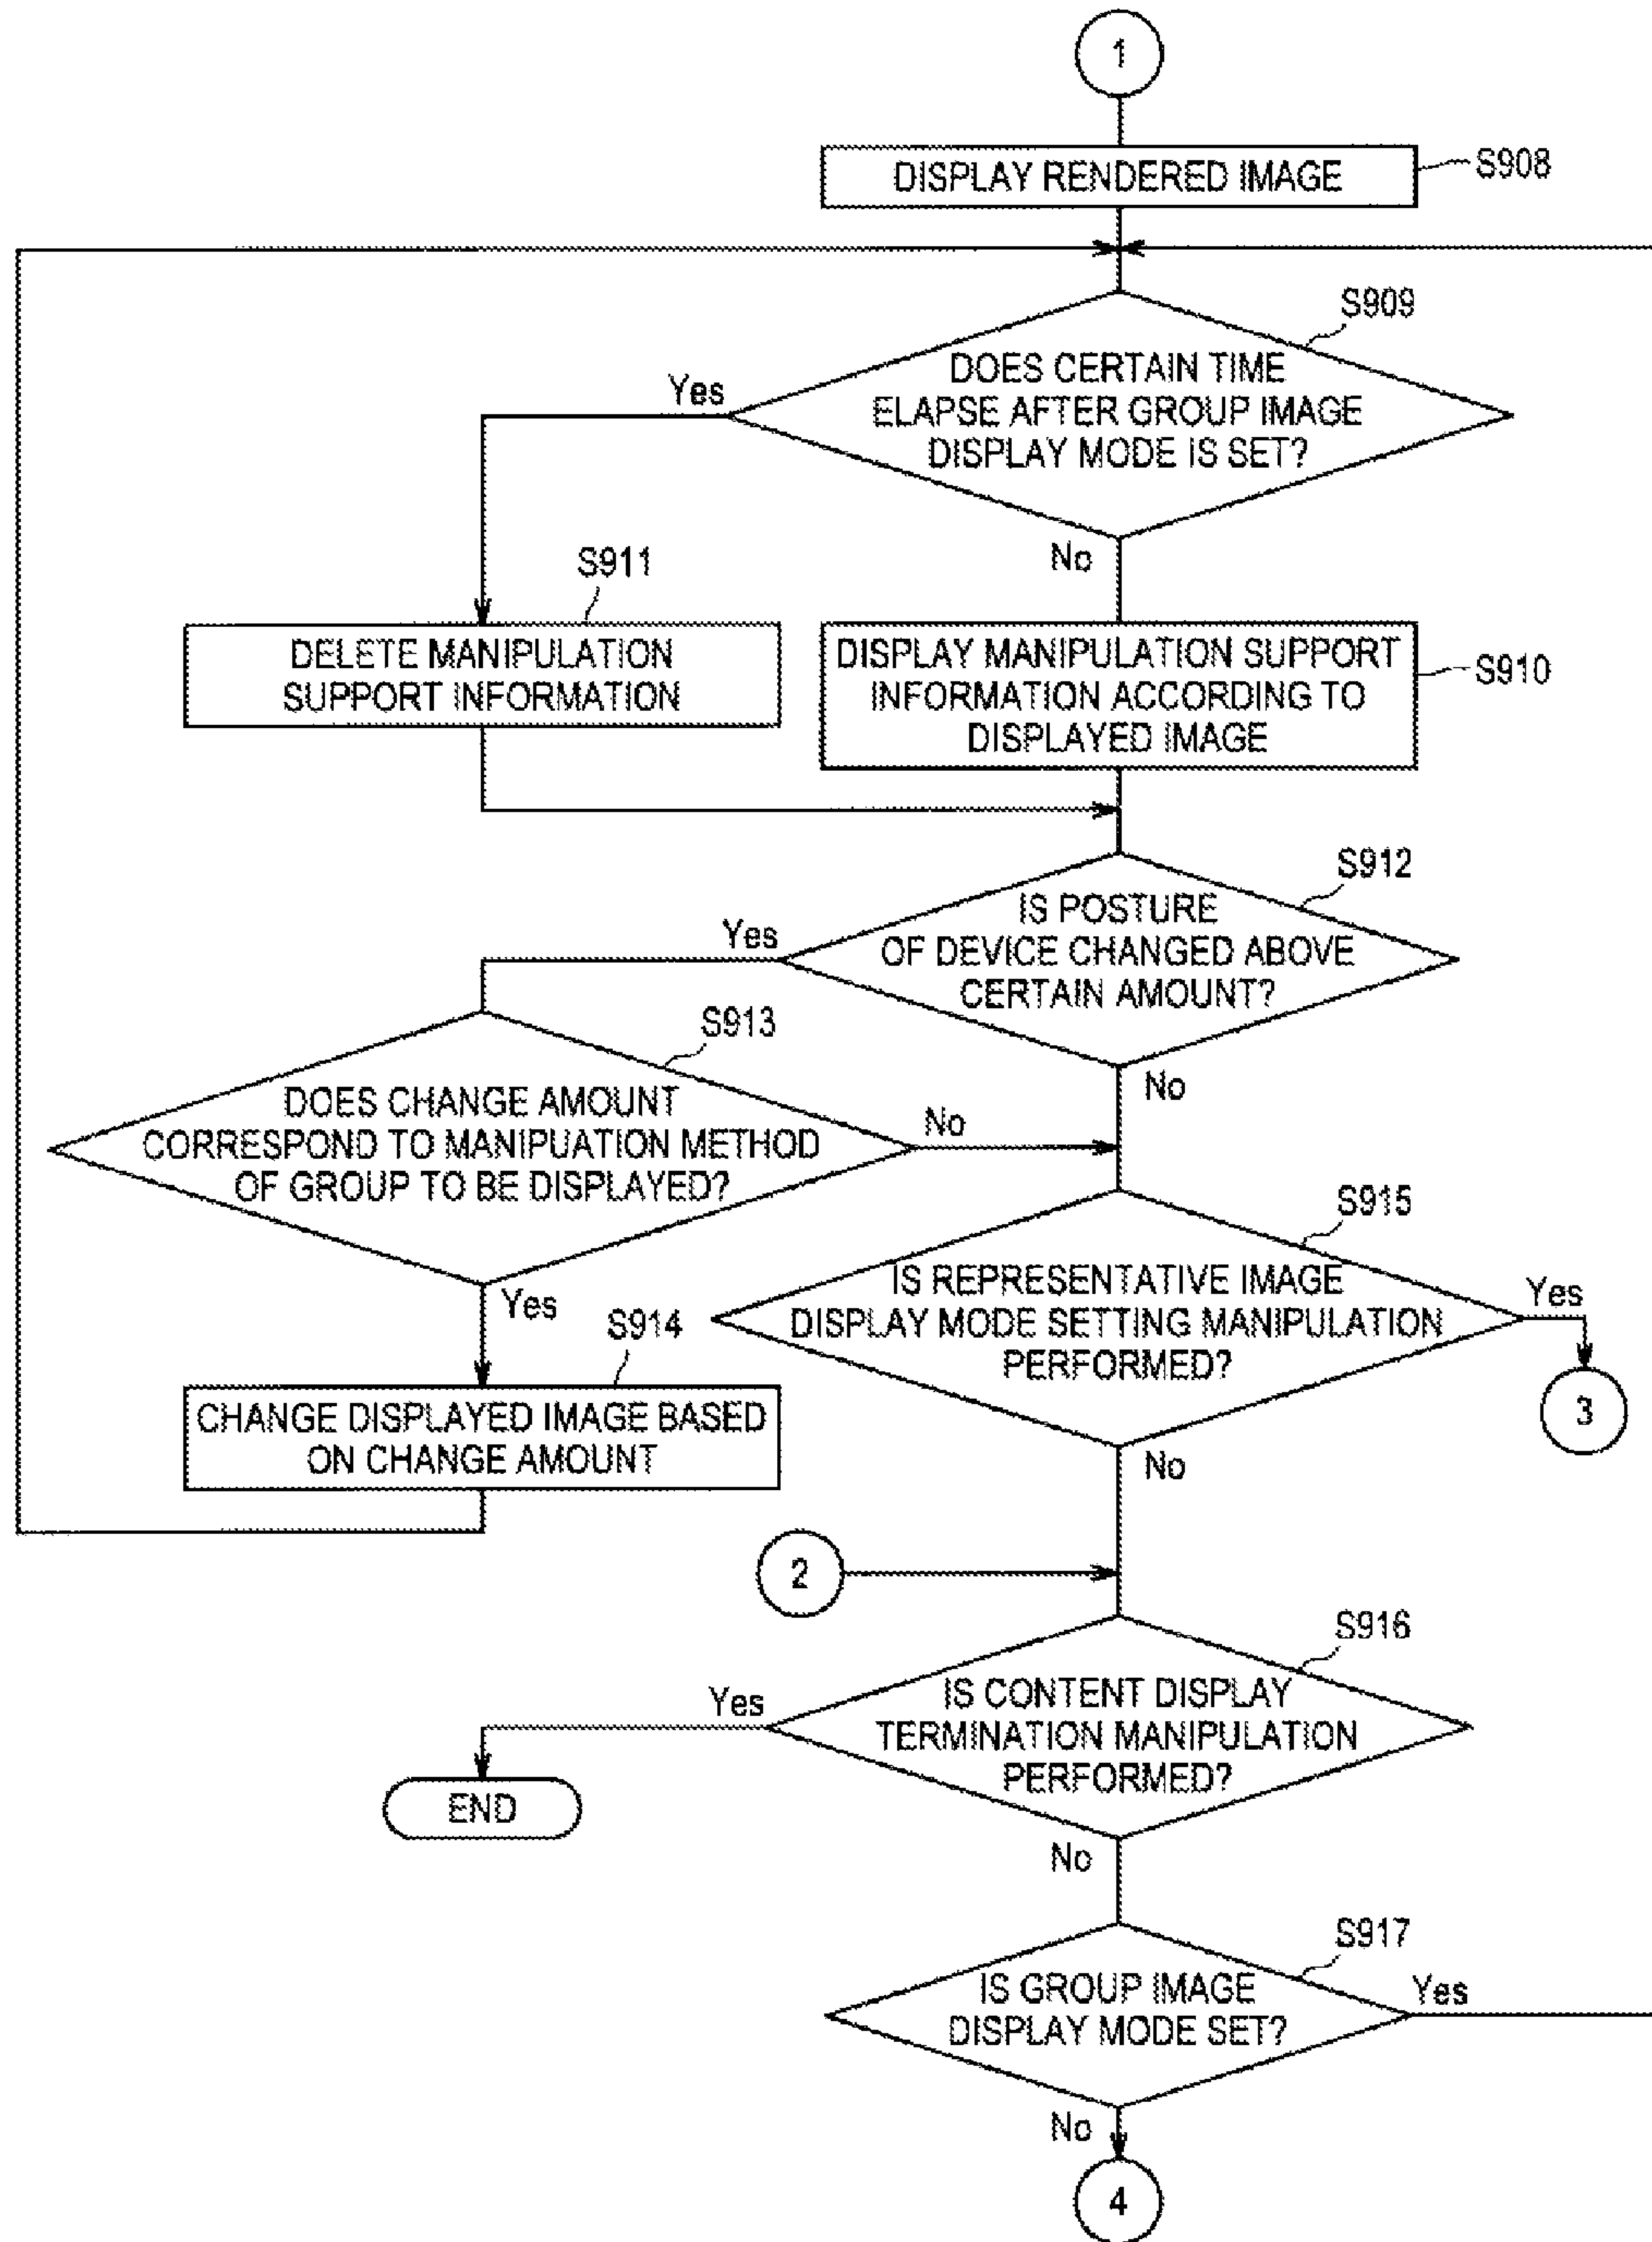 1
DISPLAY RENDERED IMAGE
S908
S909
DOES CERTAIN TIME
ELAPSE AFTER GROUP IMAGE
DISPLAY MODE IS SET?
Yes
No
S911
DELETE MANIPULATION
SUPPORT INFORMATION
DISPLAY MANIPULATION SUPPORT
INFORMATION ACCORDING TO
DISPLAYED IMAGE
S910
S912
IS POSTURE
OF DEVICE CHANGED ABOVE
CERTAIN AMOUNT?
Yes
No
S913
DOES CHANGE AMOUNT
CORRESPOND TO MANIPUATION METHOD
OF GROUP TO BE DISPLAYED?
No
Yes
S914
CHANGE DISPLAYED IMAGE BASED
ON CHANGE AMOUNT
S915
IS REPRESENTATIVE IMAGE
DISPLAY MODE SETTING MANIPULATION
PERFORMED?
Yes
3
No
2
S916
IS CONTENT DISPLAY
TERMINATION MANIPULATION
PERFORMED?
Yes
END
No
S917
IS GROUP IMAGE
DISPLAY MODE SET?
Yes
No
4